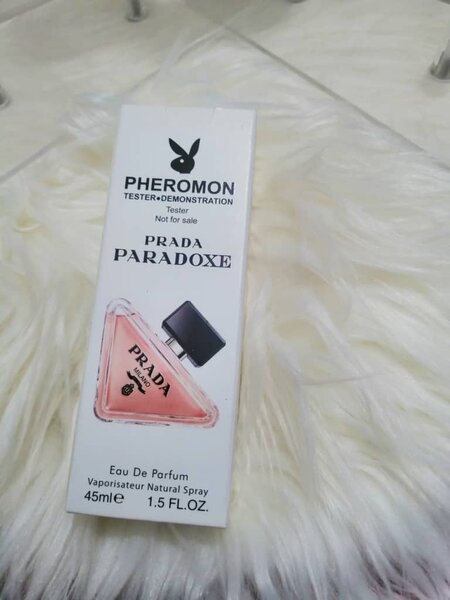 PHEROMON
TESTER●DEMONSTRATION
Tester
Not for sale
PRADA
PARADOXE
PRADA
MILANO
Eau De Parfum
Vaporisateur Natural Spray
45ml℮ 1.5 FL.OZ.